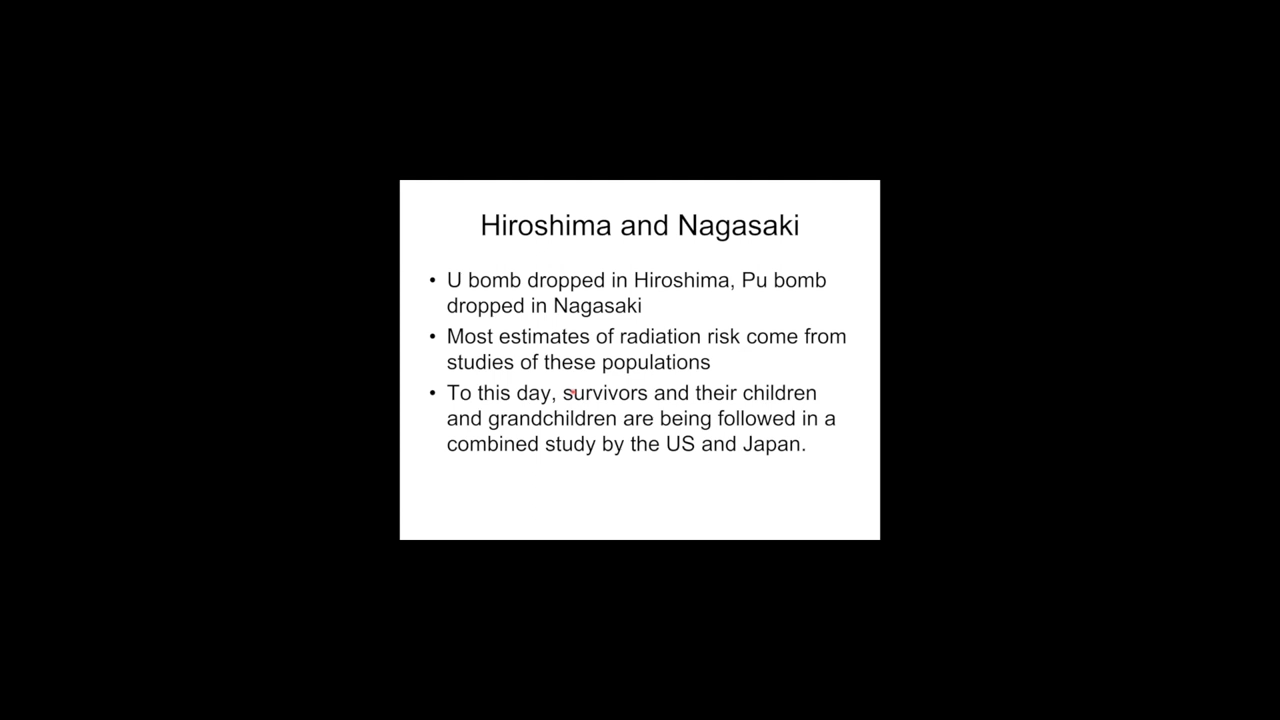 Hiroshima and Nagasaki
• U bomb dropped in Hiroshima, Pu bomb
dropped in Nagasaki
• Most estimates of radiation risk come from
studies of these populations
• To this day, survivors and their children
and grandchildren are being followed in a
combined study by the US and Japan.